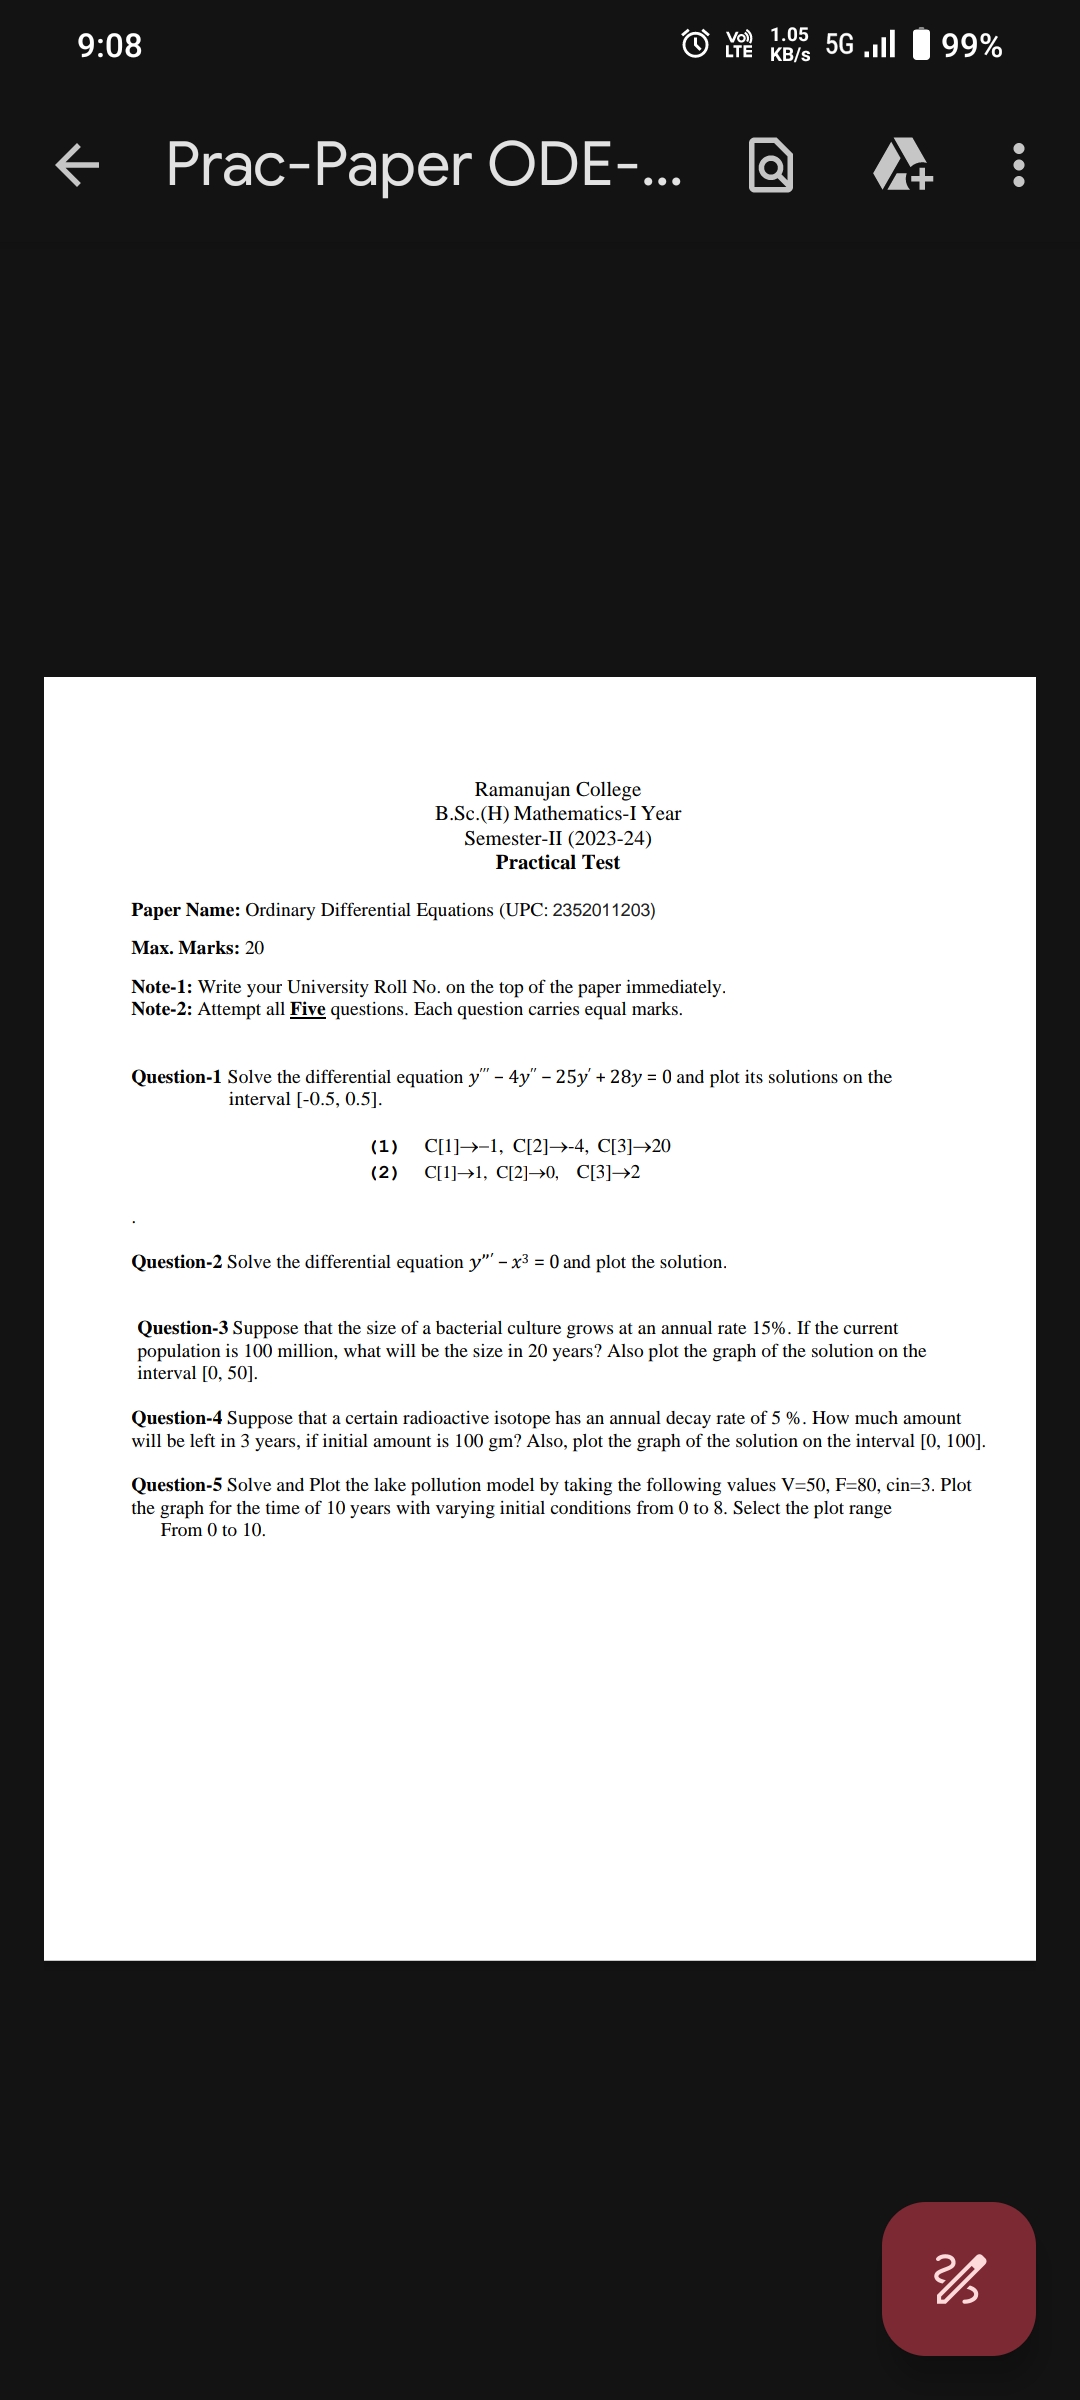 9:08
Vo)) LTE 1.05 KB/s 5G 99%
Prac-Paper ODE-...
Ramanujan College
B.Sc.(H) Mathematics-I Year
Semester-II (2023-24)
Practical Test
Paper Name: Ordinary Differential Equations (UPC: 2352011203)
Max. Marks: 20
Note-1: Write your University Roll No. on the top of the paper immediately.
Note-2: Attempt all Five questions. Each question carries equal marks.
Question-1 Solve the differential equation y′′′ − 4y′′ − 25y′ + 28y = 0 and plot its solutions on the
interval [-0.5, 0.5].
(1) C[1]→−1, C[2]→-4, C[3]→20
(2) C[1]→1, C[2]→0, C[3]→2
.
Question-2 Solve the differential equation y′′′ − x³ = 0 and plot the solution.
Question-3 Suppose that the size of a bacterial culture grows at an annual rate 15%. If the current
population is 100 million, what will be the size in 20 years? Also plot the graph of the solution on the
interval [0, 50].
Question-4 Suppose that a certain radioactive isotope has an annual decay rate of 5 %. How much amount
will be left in 3 years, if initial amount is 100 gm? Also, plot the graph of the solution on the interval [0, 100].
Question-5 Solve and Plot the lake pollution model by taking the following values V=50, F=80, cin=3. Plot
the graph for the time of 10 years with varying initial conditions from 0 to 8. Select the plot range
From 0 to 10.